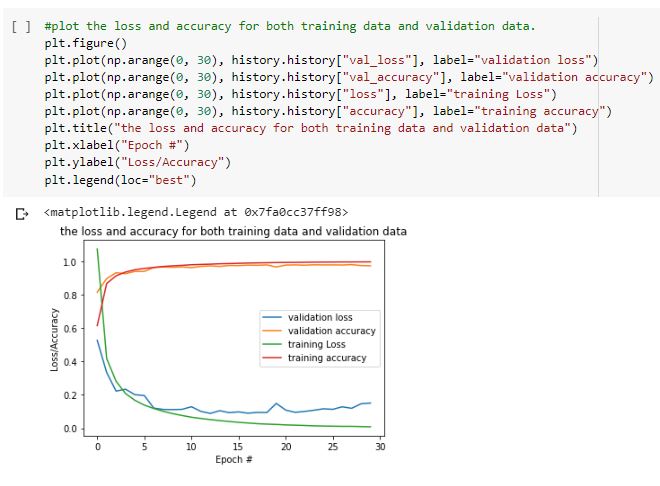 [ ] #plot the loss and accuracy for both training data and validation data.
plt.figure()
plt.plot(np.arange(0, 30), history.history["val_loss"], label="validation loss")
plt.plot(np.arange(0, 30), history.history["val_accuracy"], label="validation accuracy")
plt.plot(np.arange(0, 30), history.history["loss"], label="training Loss")
plt.plot(np.arange(0, 30), history.history["accuracy"], label="training accuracy")
plt.title("the loss and accuracy for both training data and validation data")
plt.xlabel("Epoch #")
plt.ylabel("Loss/Accuracy")
plt.legend(loc="best")
<matplotlib.legend.Legend at 0x7fa0cc37ff98>
the loss and accuracy for both training data and validation data
1.0
0.8
0.6
0.4
0.2
0.0
Loss/Accuracy
validation loss
validation accuracy
training Loss
training accuracy
0 5 10 15 20 25 30
Epoch #